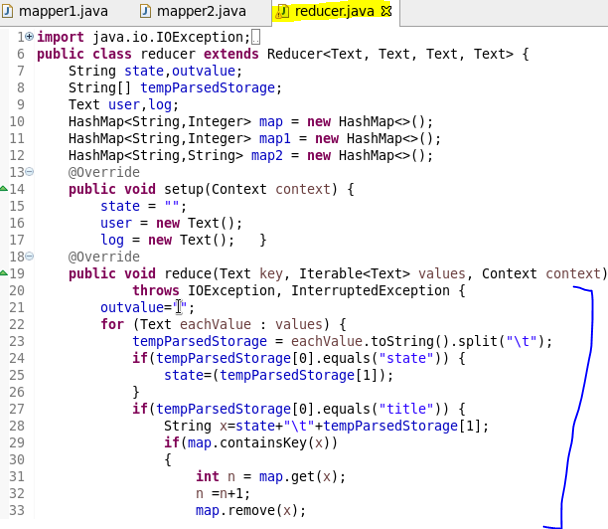 mapper1.java mapper2.java reducer.java
1 import java.io.IOException;
6 public class reducer extends Reducer<Text, Text, Text, Text> {
7 String state,outvalue;
8 String[] tempParsedStorage;
9 Text user,log;
10 HashMap<String,Integer> map = new HashMap<>();
11 HashMap<String,Integer> map1 = new HashMap<>();
12 HashMap<String,String> map2 = new HashMap<>();
13 @Override
14 public void setup(Context context) {
15 state = "";
16 user = new Text();
17 log = new Text(); }
18 @Override
19 public void reduce(Text key, Iterable<Text> values, Context context)
20 throws IOException, InterruptedException {
21 outvalue="";
22 for (Text eachValue : values) {
23 tempParsedStorage = eachValue.toString().split("\t");
24 if(tempParsedStorage[0].equals("state")) {
25 state=(tempParsedStorage[1]);
26 }
27 if(tempParsedStorage[0].equals("title")) {
28 String x=state+"\t"+tempParsedStorage[1];
29 if(map.containsKey(x))
30 {
31 int n = map.get(x);
32 n =n+1;
33 map.remove(x);